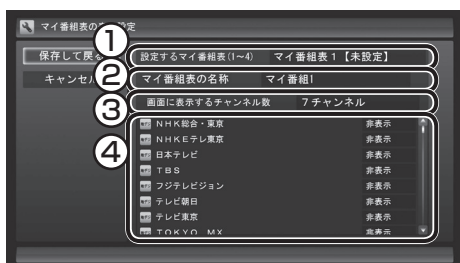 マイ番組表の
定
①
保存して戻
設定するマイ番組表(1～4) マイ番組表1【未設定】
②
キャンセル
マイ番組表の名称 マイ番組1
③
画面に表示するチャンネル数 7チャンネル
④
NHK総合・東京 非表示
NHKEテレ東京 非表示
日本テレビ 非表示
TBS 非表示
フジテレビジョン 非表示
テレビ朝日 非表示
テレビ東京 非表示
TOKYO MX 非表示